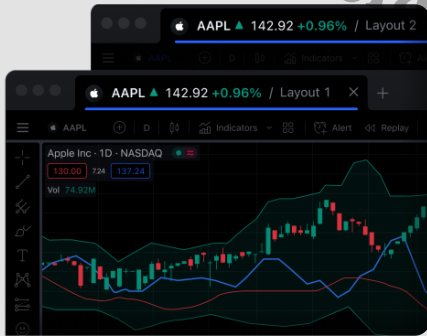 AAPL ▲ 142.92 +0.96% / Layout 2
AAPL D Indicators
AAPL ▲ 142.92 +0.96% / Layout 1 × +
AAPL D Indicators Alert Replay
Apple Inc · 1D · NASDAQ
130.00 7.24 137.24
Vol 74.92M